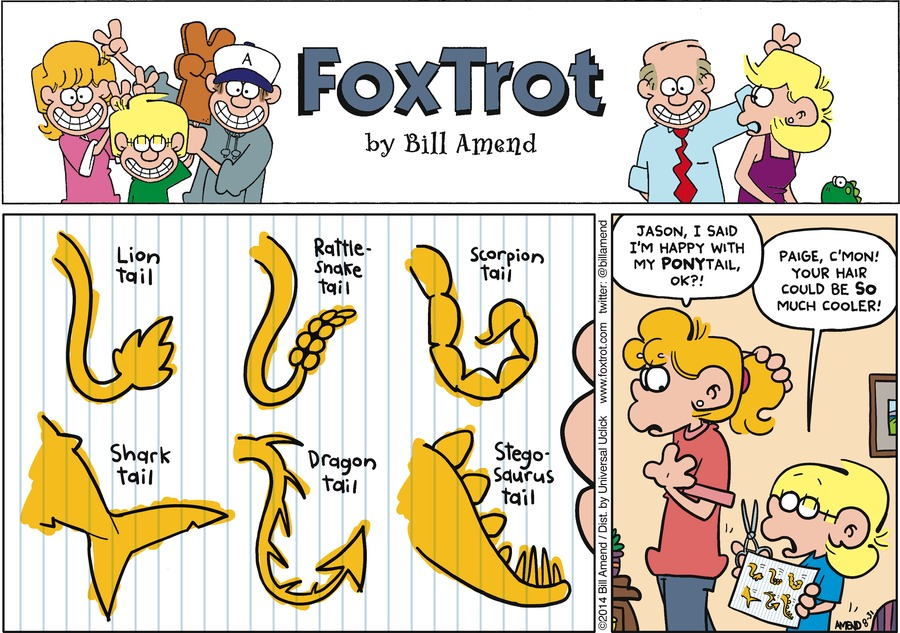 A
FoxTrot
by Bill Amend
Lion
tail
Rattle-
snake
tail
Scorpion
tail
Shark
tail
Dragon
tail
Stego-
saurus
tail
©2014 Bill Amend / Dist. by Universal Uclick www.foxtrot.com twitter: @billamend
JASON, I SAID
I'M HAPPY WITH
MY PONYTAIL,
OK?!
PAIGE, C'MON!
YOUR HAIR
COULD BE SO
MUCH COOLER!
AMEND 8-31